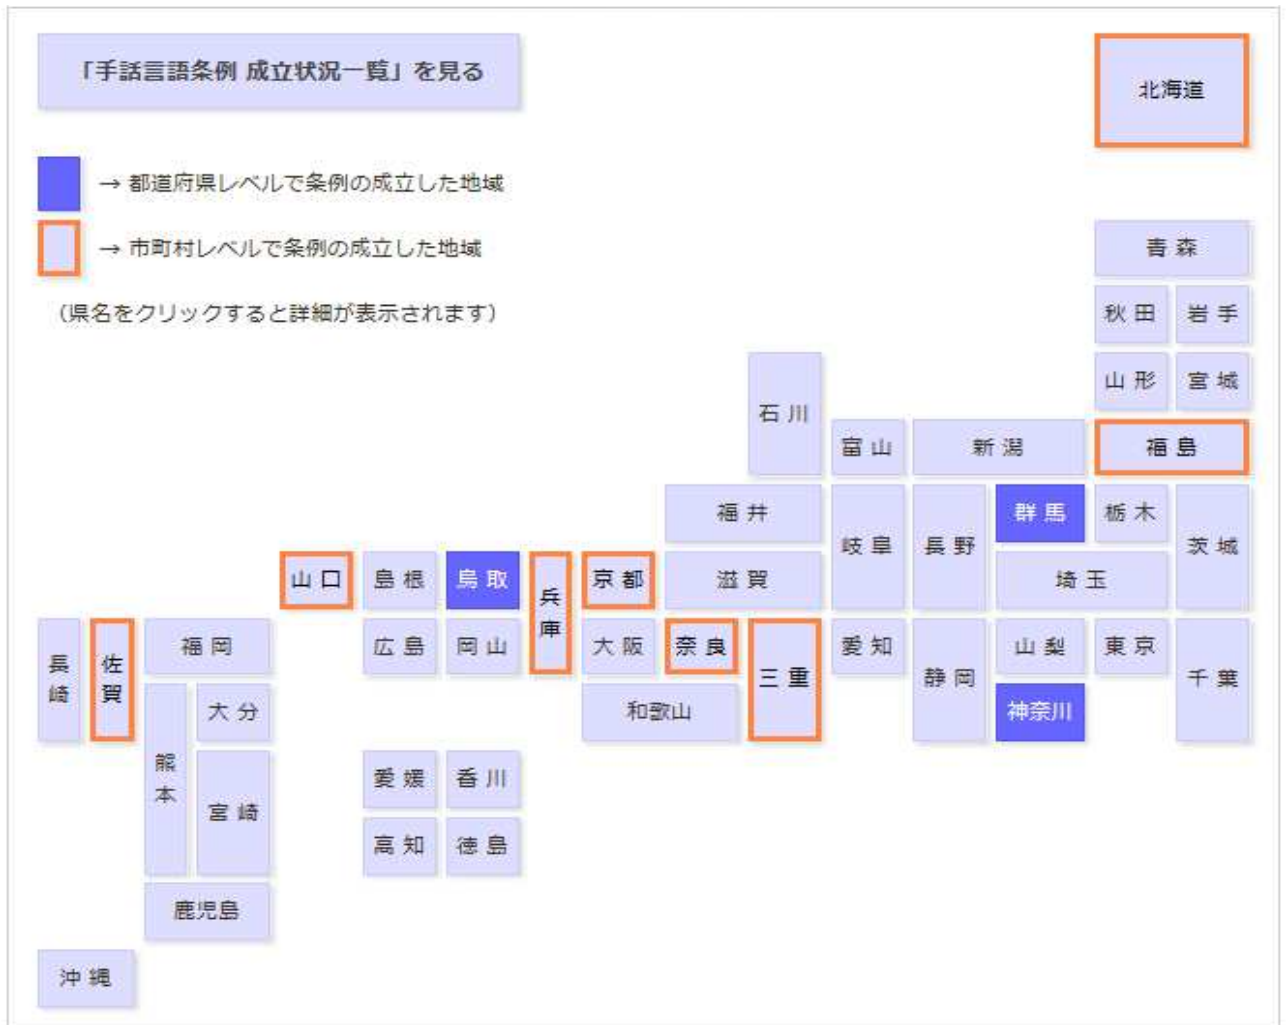 「手話言語条例 成立状況一覧」を見る
北海道
→ 都道府県レベルで条例の成立した地域
→ 市町村レベルで条例の成立した地域
（県名をクリックすると詳細が表示されます）
青森
秋田
岩手
山形
宮城
石川
富山
新潟
福島
福井
岐阜
長野
群馬
栃木
茨城
山口
島根
鳥取
兵庫
京都
滋賀
埼玉
長崎
佐賀
福岡
広島
岡山
大阪
奈良
三重
愛知
静岡
山梨
東京
千葉
熊本
大分
和歌山
神奈川
宮崎
愛媛
香川
高知
徳島
鹿児島
沖縄